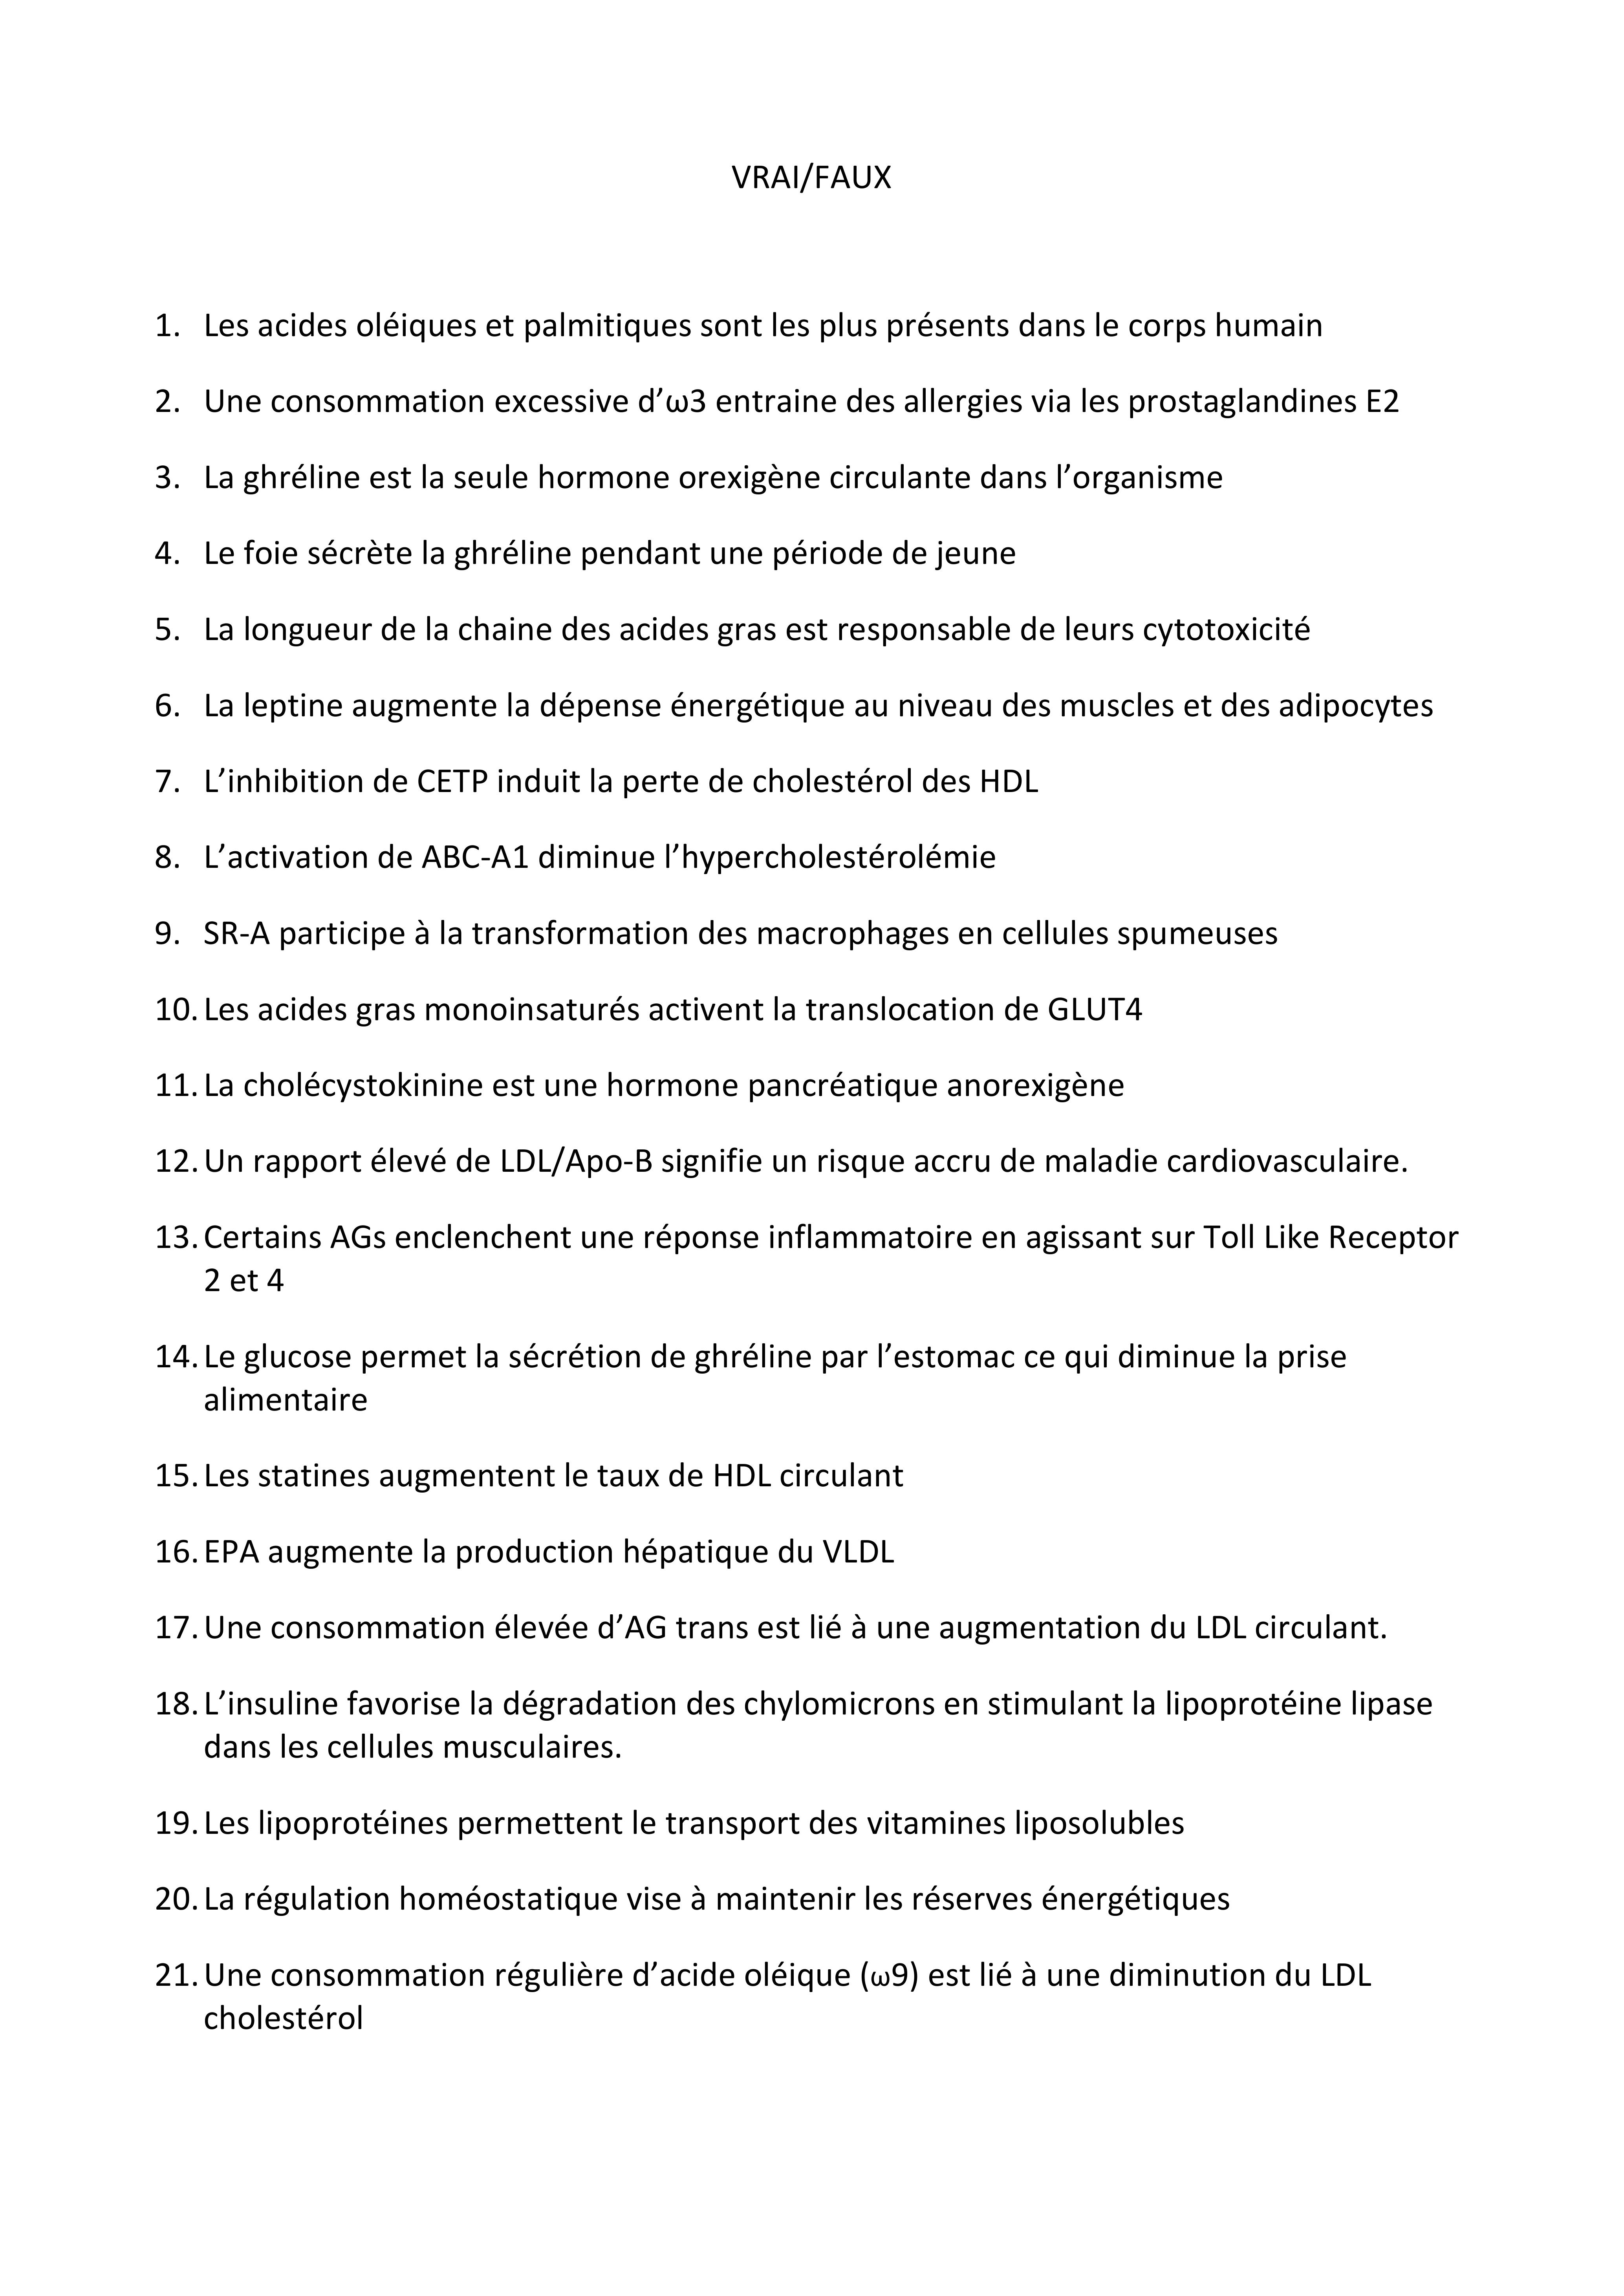 VRAI/FAUX
1. Les acides oléiques et palmitiques sont les plus présents dans le corps humain
2. Une consommation excessive d’ω3 entraine des allergies via les prostaglandines E2
3. La ghréline est la seule hormone orexigène circulante dans l’organisme
4. Le foie sécrète la ghréline pendant une période de jeune
5. La longueur de la chaine des acides gras est responsable de leurs cytotoxicité
6. La leptine augmente la dépense énergétique au niveau des muscles et des adipocytes
7. L’inhibition de CETP induit la perte de cholestérol des HDL
8. L’activation de ABC-A1 diminue l’hypercholestérolémie
9. SR-A participe à la transformation des macrophages en cellules spumeuses
10. Les acides gras monoinsaturés activent la translocation de GLUT4
11. La cholécystokinine est une hormone pancréatique anorexigène
12. Un rapport élevé de LDL/Apo-B signifie un risque accru de maladie cardiovasculaire.
13. Certains AGs enclenchent une réponse inflammatoire en agissant sur Toll Like Receptor
2 et 4
14. Le glucose permet la sécrétion de ghréline par l’estomac ce qui diminue la prise
alimentaire
15. Les statines augmentent le taux de HDL circulant
16. EPA augmente la production hépatique du VLDL
17. Une consommation élevée d’AG trans est lié à une augmentation du LDL circulant.
18. L’insuline favorise la dégradation des chylomicrons en stimulant la lipoprotéine lipase
dans les cellules musculaires.
19. Les lipoprotéines permettent le transport des vitamines liposolubles
20. La régulation homéostatique vise à maintenir les réserves énergétiques
21. Une consommation régulière d’acide oléique (ω9) est lié à une diminution du LDL
cholestérol